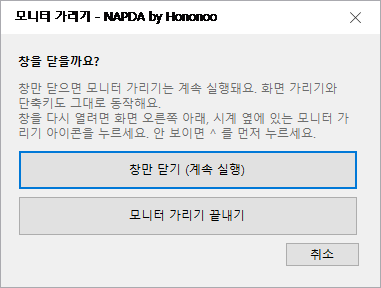 모니터 가리기 - NAPDA by Hononoo
창을 닫을까요?
창만 닫으면 모니터 가리기는 계속 실행돼요. 화면 가리기와
단축키도 그대로 동작해요.
창을 다시 열려면 화면 오른쪽 아래, 시계 옆에 있는 모니터 가
리기 아이콘을 누르세요. 안 보이면 ^ 를 먼저 누르세요.
창만 닫기 (계속 실행)
모니터 가리기 끝내기
취소